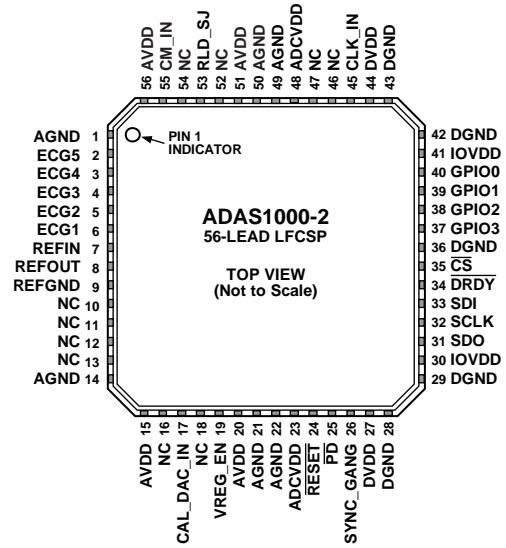 56 AVDD
55 CM_IN
54 NC
53 RLD_SJ
52 NC
51 AVDD
50 AGND
49 AGND
48 ADCVDD
47 NC
46 NC
45 CLK_IN
44 DVDD
43 DGND
AGND 1
ECG5 2
ECG4 3
ECG3 4
ECG2 5
ECG1 6
REFIN 7
REFOUT 8
REFGND 9
NC 10
NC 11
NC 12
NC 13
AGND 14
PIN 1
INDICATOR
ADAS1000-2
56-LEAD LFCSP
TOP VIEW
(Not to Scale)
42 DGND
41 IOVDD
40 GPIO0
39 GPIO1
38 GPIO2
37 GPIO3
36 DGND
35 CS
34 DRDY
33 SDI
32 SCLK
31 SDO
30 IOVDD
29 DGND
AVDD 15
NC 16
CAL_DAC_IN 17
NC 18
VREG_EN 19
AVDD 20
AGND 21
AGND 22
ADCVDD 23
RESET 24
PD 25
SYNC_GANG 26
DVDD 27
DGND 28